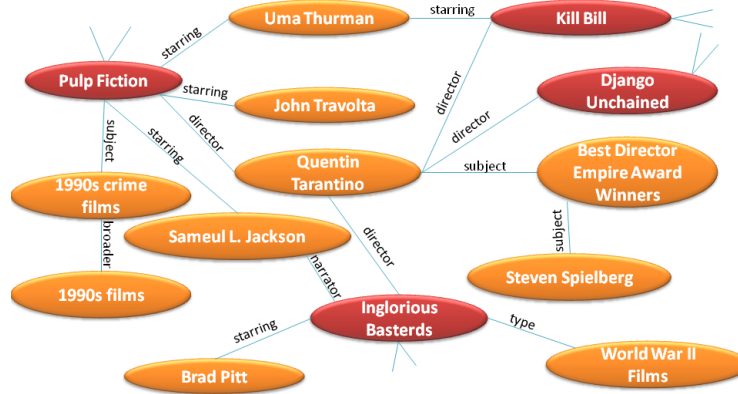 Uma Thurman
starring
Kill Bill
starring
Pulp Fiction
starring
John Travolta
director
Django
Unchained
director
director
subject
starring
Quentin
Tarantino
subject
Best Director
Empire Award
Winners
1990s crime
films
Sameul L. Jackson
broader
narrator
director
subject
1990s films
Steven Spielberg
Inglorious
Basterds
starring
type
Brad Pitt
World War II
Films